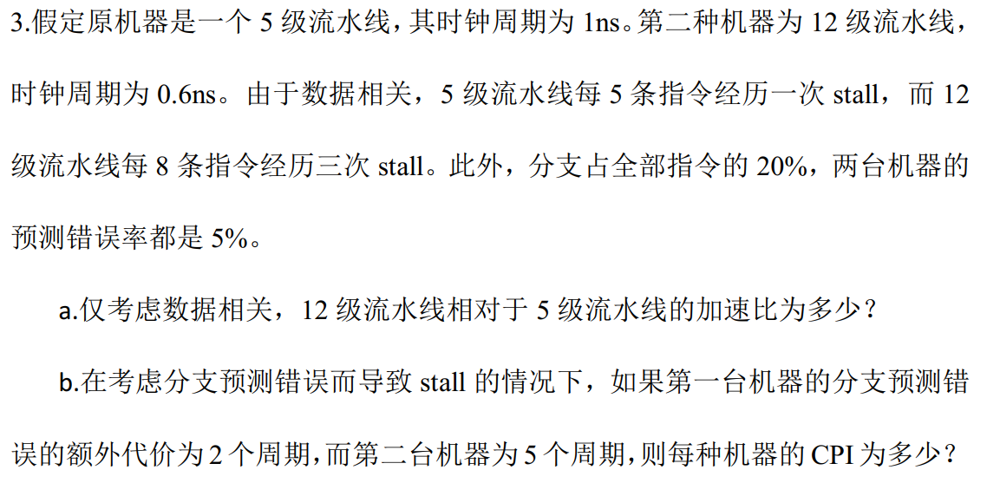 3.假定原机器是一个 5 级流水线，其时钟周期为 1ns。第二种机器为 12 级流水线，
时钟周期为 0.6ns。由于数据相关，5 级流水线每 5 条指令经历一次 stall，而 12
级流水线每 8 条指令经历三次 stall。此外，分支占全部指令的 20%，两台机器的
预测错误率都是 5%。
a.仅考虑数据相关，12 级流水线相对于 5 级流水线的加速比为多少？
b.在考虑分支预测错误而导致 stall 的情况下，如果第一台机器的分支预测错
误的额外代价为 2 个周期，而第二台机器为 5 个周期，则每种机器的 CPI 为多少？